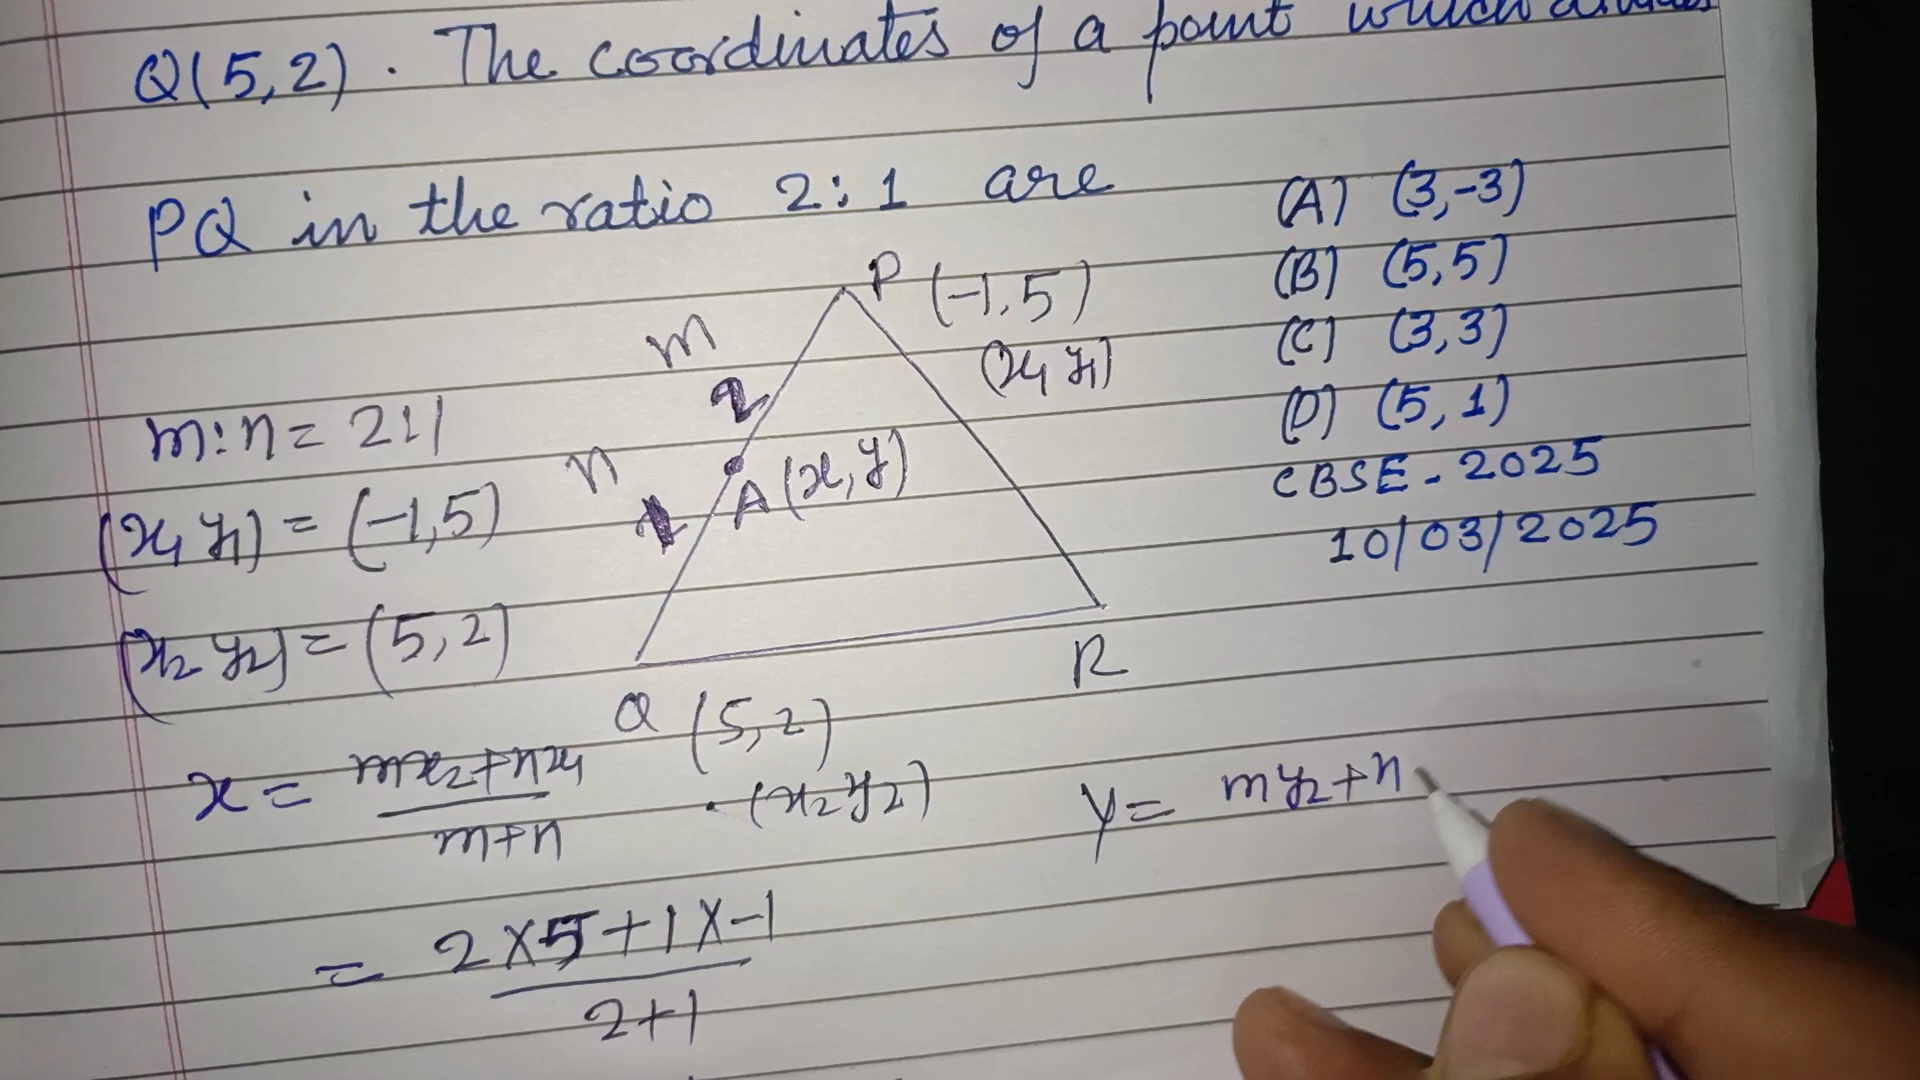 Q(5,2). The coordinates of a point which divides
PQ in the ratio 2:1 are
(A) (3,-3)
(B) (5,5)
(C) (3,3)
(D) (5,1)
CBSE-2025
10/03/2025
P (-1,5)
(x₁ y₁)
m
2
n
1
A (x,y)
R
Q (5,2)
(x₂ y₂)
m:n = 2:1
(x₁ y₁) = (-1,5)
(x₂ y₂) = (5,2)
x = mx₂+nx₁
m+n
= 2×5+1×-1
2+1
y = my₂+n